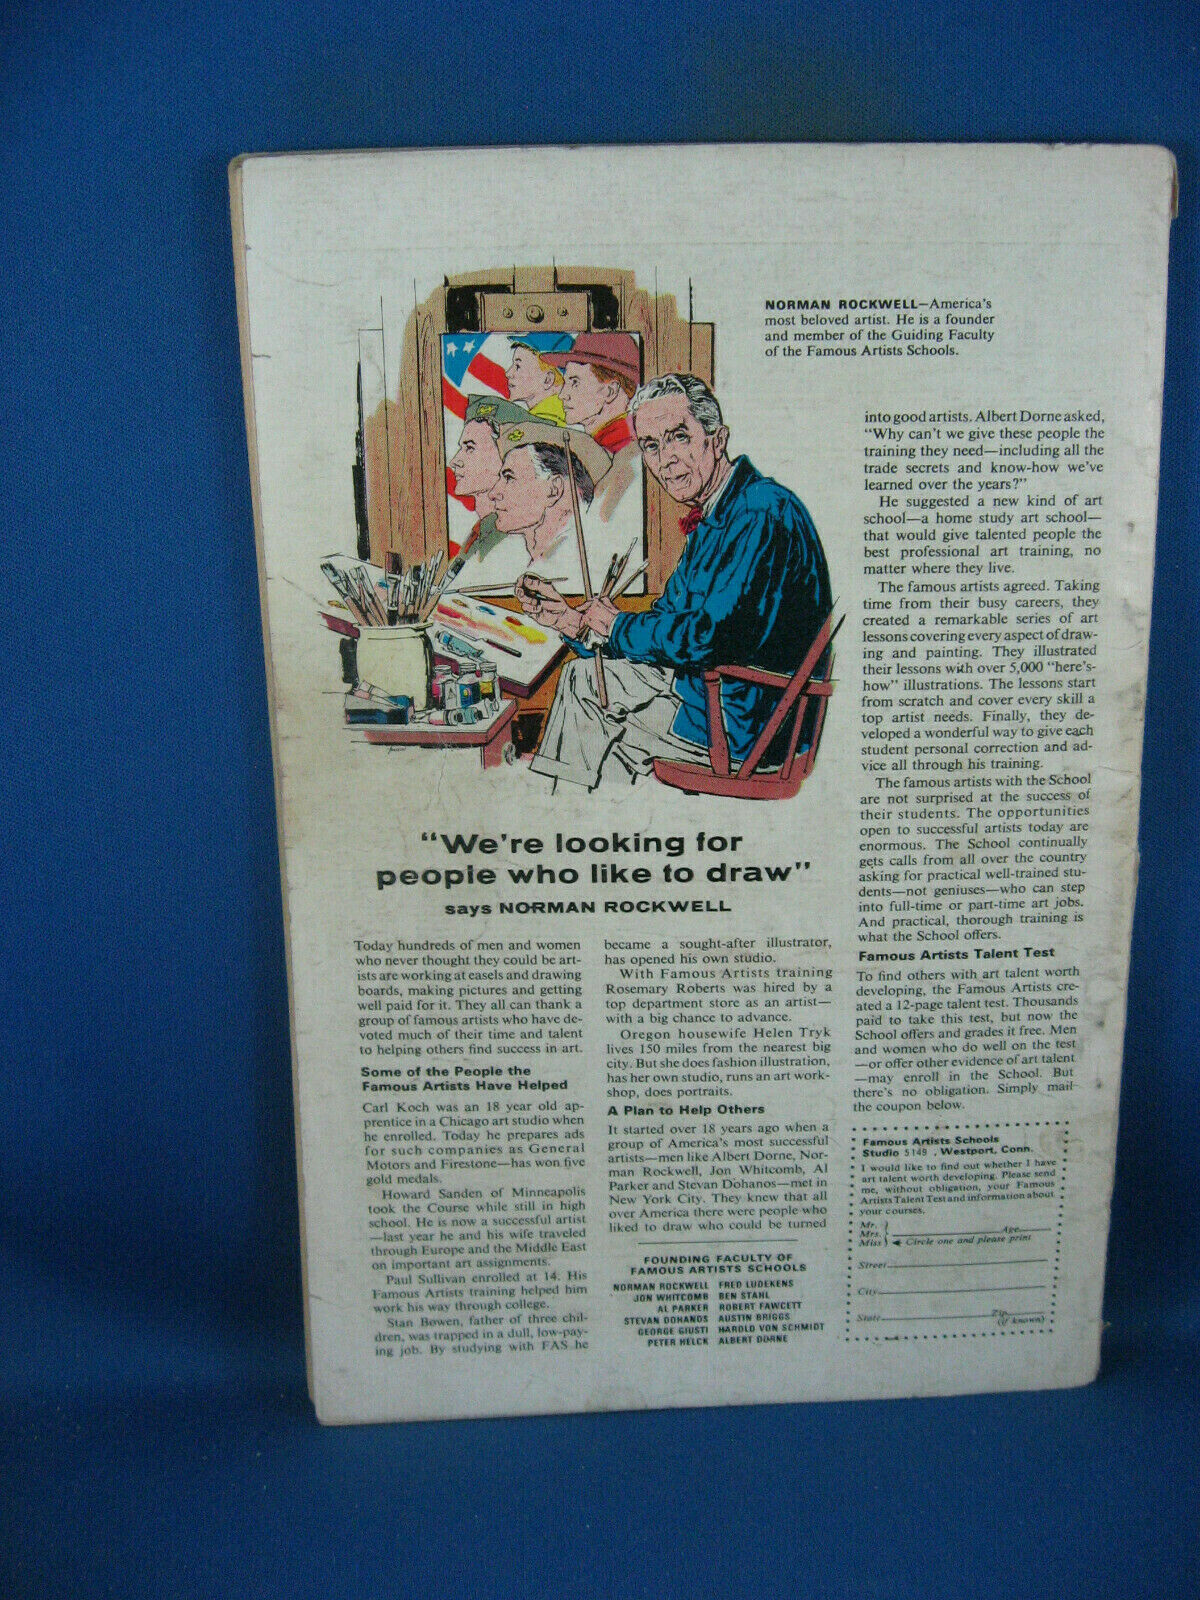 NORMAN ROCKWELL—America's
most beloved artist. He is a founder
and member of the Guiding Faculty
of the Famous Artists Schools.
"We're looking for
people who like to draw"
says NORMAN ROCKWELL
Today hundreds of men and women
who never thought they could be art-
ists are working at easels and drawing
boards, making pictures and getting
well paid for it. They all can thank a
group of famous artists who have de-
voted much of their time and talent
to helping others find success in art.
Some of the People the
Famous Artists Have Helped
Carl Koch was an 18 year old ap-
prentice in a Chicago art studio when
he enrolled. Today he prepares ads
for such companies as General
Motors and Firestone—has won five
gold medals.
Howard Sanden of Minneapolis
took the Course while still in high
school. He is now a successful artist
—last year he and his wife traveled
through Europe and the Middle East
on important art assignments.
Paul Sullivan enrolled at 14. His
Famous Artists training helped him
work his way through college.
Stan Bowen, father of three chil-
dren, was trapped in a dull, low-pay-
ing job. By studying with FAS he
became a sought-after illustrator,
has opened his own studio.
With Famous Artists training
Rosemary Roberts was hired by a
top department store as an artist—
with a big chance to advance.
Oregon housewife Helen Tryk
lives 150 miles from the nearest big
city. But she does fashion illustration,
has her own studio, runs an art work-
shop, does portraits.
A Plan to Help Others
It started over 18 years ago when a
group of America's most successful
artists—men like Albert Dorne, Nor-
man Rockwell, Jon Whitcomb, Al
Parker and Stevan Dohanos—met in
New York City. They knew that all
over America there were people who
liked to draw who could be turned
FOUNDING FACULTY OF
FAMOUS ARTISTS SCHOOLS
NORMAN ROCKWELL FRED LUDEKENS
JON WHITCOMB BEN STAHL
AL PARKER ROBERT FAWCETT
STEVAN DOHANOS AUSTIN BRIGGS
GEORGE GIUSTI HAROLD VON SCHMIDT
PETER HELCK ALBERT DORNE
into good artists. Albert Dorne asked,
"Why can't we give these people the
training they need—including all the
trade secrets and know-how we've
learned over the years?"
He suggested a new kind of art
school—a home study art school—
that would give talented people the
best professional art training, no
matter where they live.
The famous artists agreed. Taking
time from their busy careers, they
created a remarkable series of art
lessons covering every aspect of draw-
ing and painting. They illustrated
their lessons with over 5,000 "here's-
how" illustrations. The lessons start
from scratch and cover every skill a
top artist needs. Finally, they de-
veloped a wonderful way to give each
student personal correction and ad-
vice all through his training.
The famous artists with the School
are not surprised at the success of
their students. The opportunities
open to successful artists today are
enormous. The School continually
gets calls from all over the country
asking for practical well-trained stu-
dents—not geniuses—who can step
into full-time or part-time art jobs.
And practical, thorough training is
what the School offers.
Famous Artists Talent Test
To find others with art talent worth
developing, the Famous Artists cre-
ated a 12-page talent test. Thousands
paid to take this test, but now the
School offers and grades it free. Men
and women who do well on the test
—or offer other evidence of art talent
—may enroll in the School. But
there's no obligation. Simply mail
the coupon below.
Famous Artists Schools
Studio 5149 , Westport, Conn.
I would like to find out whether I have
art talent worth developing. Please send
me, without obligation, your Famous
Artists Talent Test and information about
your courses.
Mr.
Mrs. Age
Miss Circle one and please print
Street
City
State Zip
(if known)